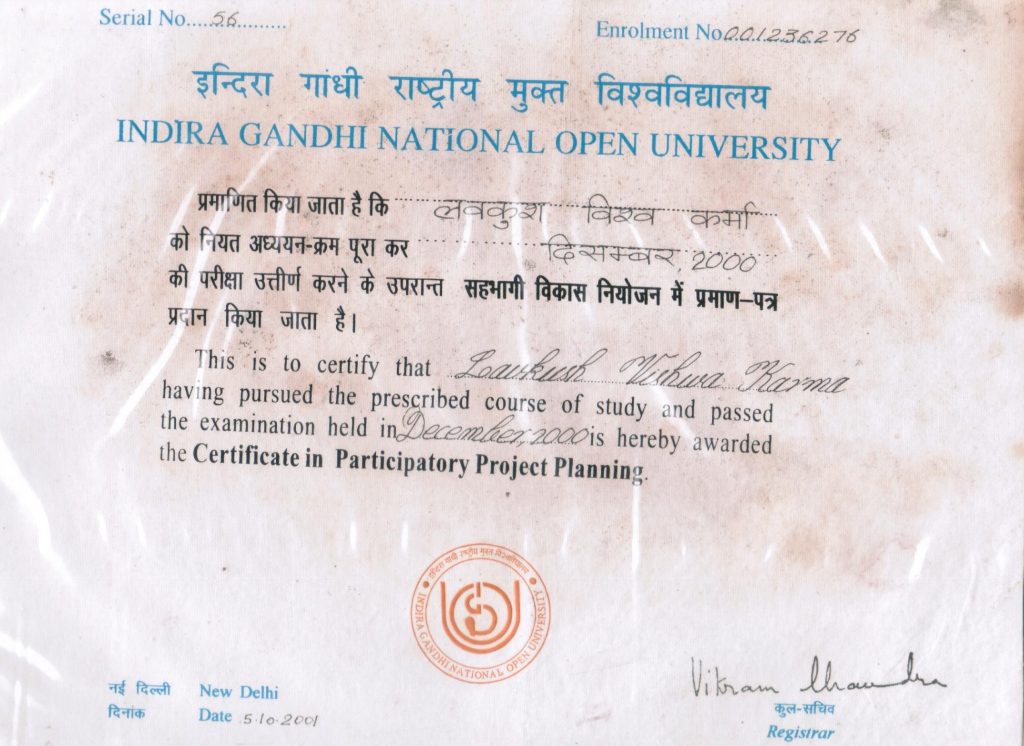 Serial No.....56.........
Enrolment No.001236276
इन्दिरा गांधी राष्ट्रीय मुक्त विश्वविद्यालय
INDIRA GANDHI NATIONAL OPEN UNIVERSITY
प्रमाणित किया जाता है कि लवकुश विश्व कर्मा
को नियत अध्ययन-क्रम पूरा कर दिसम्बर, 2000
की परीक्षा उत्तीर्ण करने के उपरान्त सहभागी विकास नियोजन में प्रमाण-पत्र
प्रदान किया जाता है।
This is to certify that Lavkush Vishwa Karma
having pursued the prescribed course of study and passed
the examination held in December, 2000 is hereby awarded
the Certificate in Participatory Project Planning.
इन्दिरा गांधी राष्ट्रीय मुक्त विश्वविद्यालय
INDIRA GANDHI NATIONAL OPEN UNIVERSITY
Vikram Chandra
नई दिल्ली New Delhi
दिनांक Date 5.10.2001
कुल-सचिव
Registrar